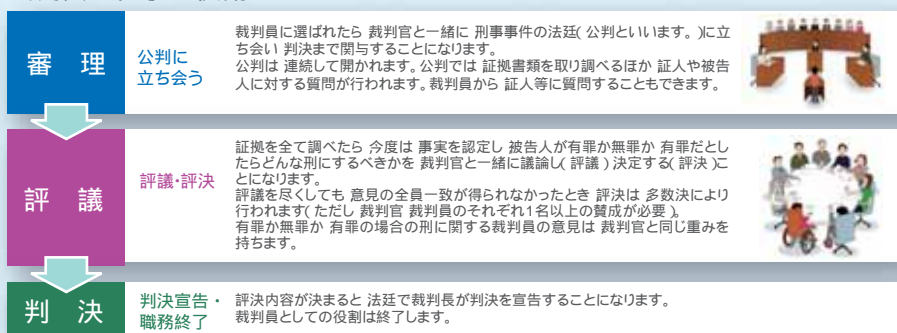 審 理
公判に
立ち会う
裁判員に選ばれたら 裁判官と一緒に 刑事事件の法廷( 公判といいます。)に立
ち会い 判決まで関与することになります。
公判は 連続して開かれます。公判では 証拠書類を取り調べるほか 証人や被告
人に対する質問が行われます。裁判員から 証人等に質問することもできます。
評 議
評議・評決
証拠を全て調べたら 今度は 事実を認定し 被告人が有罪か無罪か 有罪だとし
たらどんな刑にするべきかを 裁判官と一緒に議論し( 評議 )決定する( 評決 )こ
とになります。
評議を尽くしても 意見の全員一致が得られなかったとき 評決は 多数決により
行われます( ただし 裁判官 裁判員のそれぞれ1名以上の賛成が必要 )。
有罪か無罪か 有罪の場合の刑に関する裁判員の意見は 裁判官と同じ重みを
持ちます。
判 決
判決宣告・
職務終了
評決内容が決まると 法廷で裁判長が判決を宣告することになります。
裁判員としての役割は終了します。